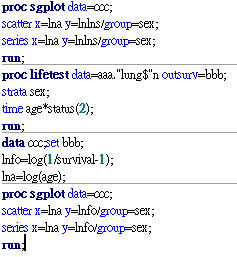 proc sgplot data=ccc;
scatter x=lna y=lnlns/group=sex;
series x=lna y=lnlns/group=sex;
run;
proc lifetest data=aaa."lung$"n outsurv=bbb;
strata sex;
time age*status(2);
run;
data ccc;set bbb;
lnfo=log(1/survival-1);
lna=log(age);
proc sgplot data=ccc;
scatter x=lna y=lnfo/group=sex;
series x=lna y=lnfo/group=sex;
run;